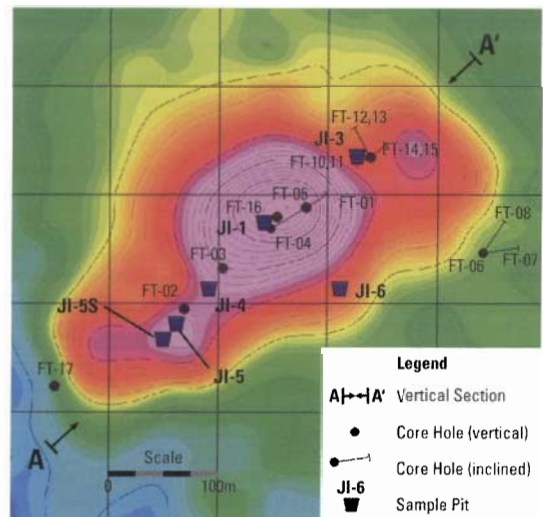 A'
FT-12,13
JI-3
FT-10,11
FT-14,15
FT-05
FT-16
FT-01
JI-1
FT-04
FT-08
FT-03
FT-06
FT-07
JI-5S
FT-02
JI-4
JI-6
JI-5
FT-17
A
Scale
100m
Legend
A A' Vertical Section
Core Hole (vertical)
Core Hole (inclined)
JI-6
Sample Pit